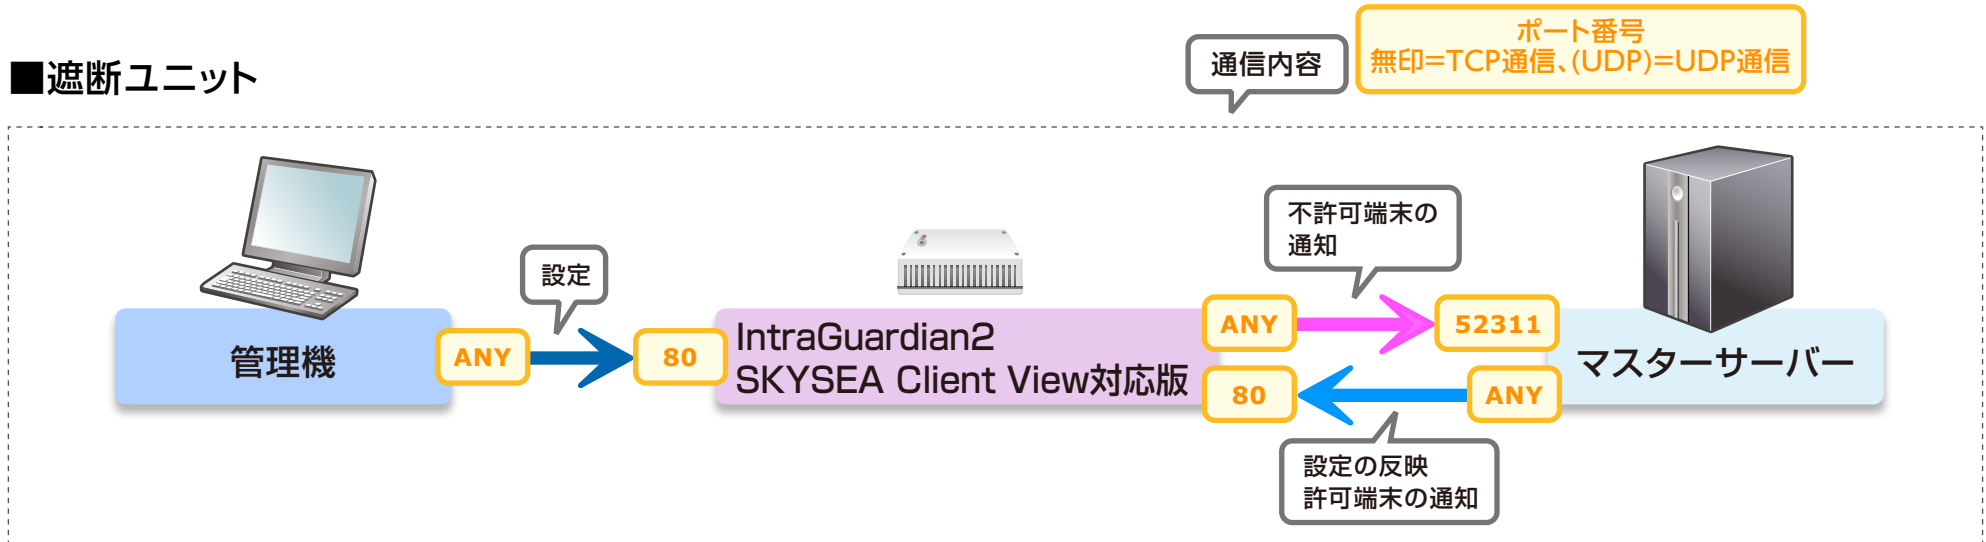 ■遮断ユニット
通信内容
ポート番号
無印=TCP通信、(UDP)=UDP通信
管理機
ANY
設定
80
IntraGuardian2
SKYSEA Client View対応版
ANY
不許可端末の
通知
52311
80
設定の反映
許可端末の通知
ANY
マスターサーバー